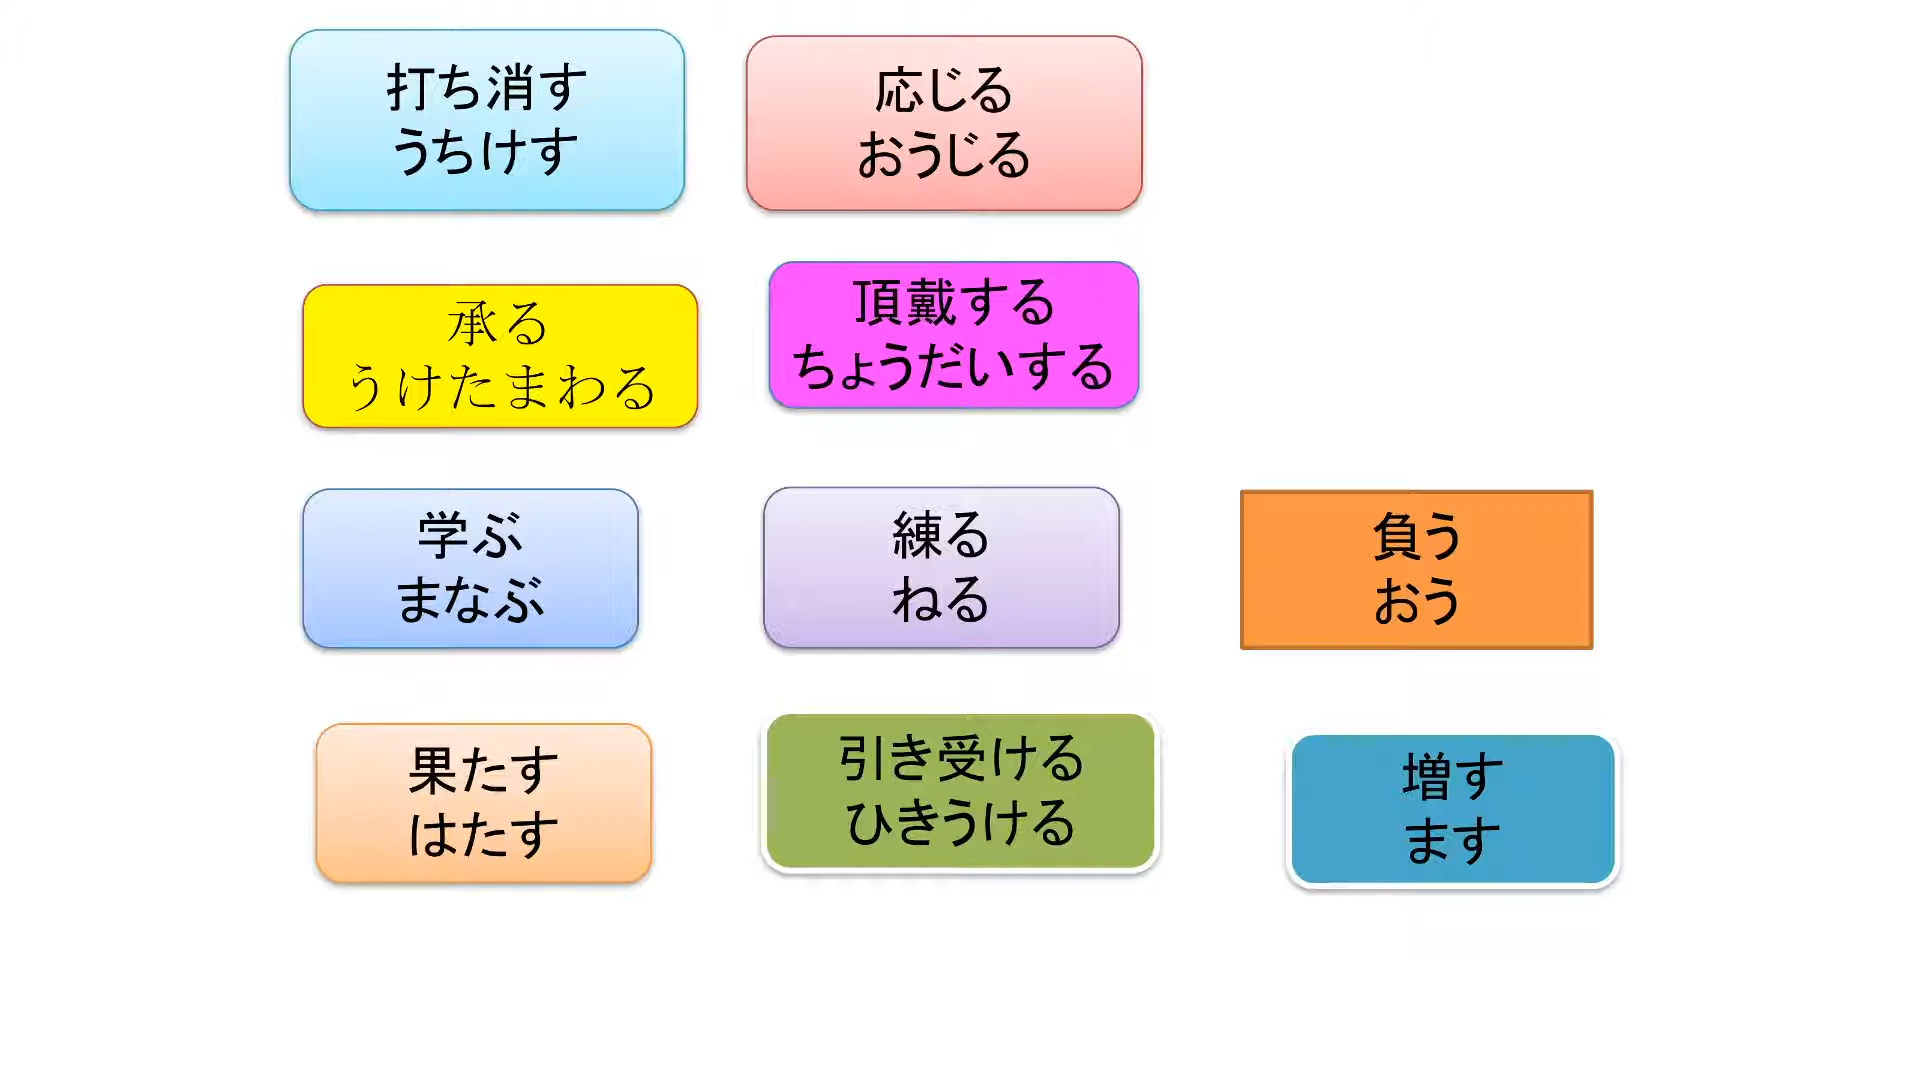 打ち消す
うちけす
応じる
おうじる
承る
うけたまわる
頂戴する
ちょうだいする
学ぶ
まなぶ
練る
ねる
負う
おう
果たす
はたす
引き受ける
ひきうける
増す
ます